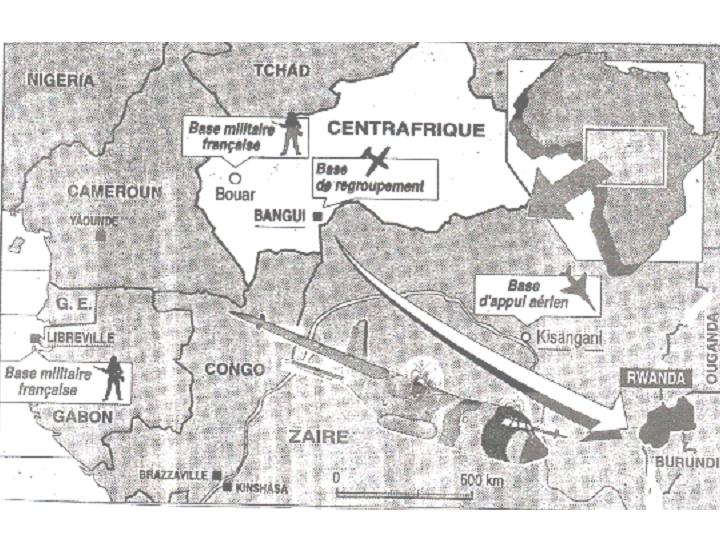 NIGERIA
TCHAD
Base militaire
française
CENTRAFRIQUE
Base
de regroupement
CAMEROUN
Bouar
YAOUNDE
BANGUI
G. E.
Base
d'appui aérien
LIBREVILLE
Kisangani
OUGANDA
Base militaire
française
CONGO
RWANDA
GABON
ZAIRE
BURUNDI
BRAZZAVILLE
KINSHASA
0
500 km